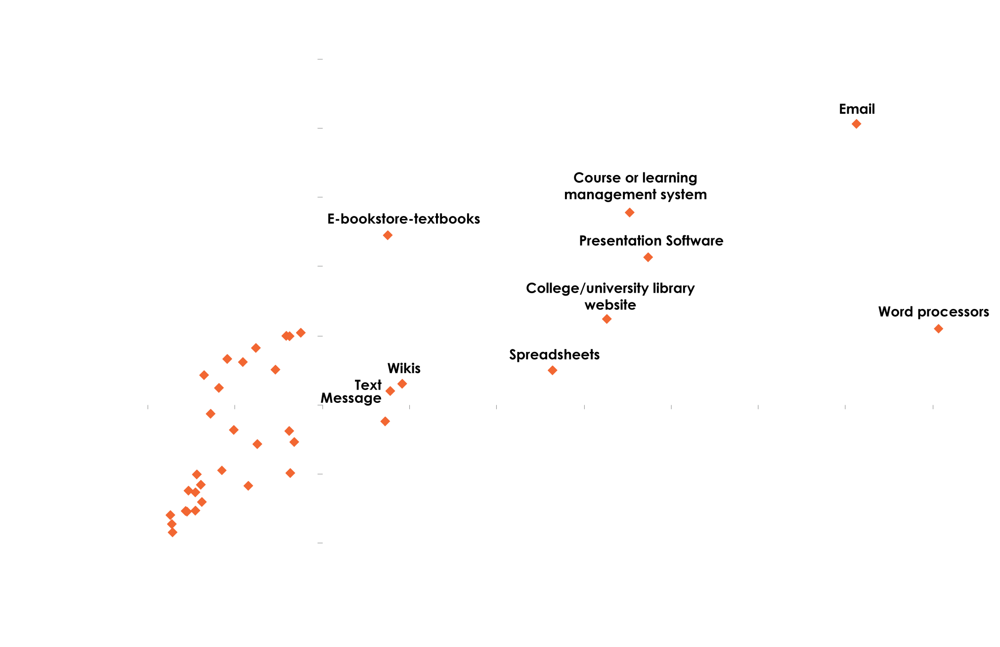 Email
Course or learning
management system
E-bookstore-textbooks
Presentation Software
College/university library
website
Word processors
Spreadsheets
Wikis
Text
Message